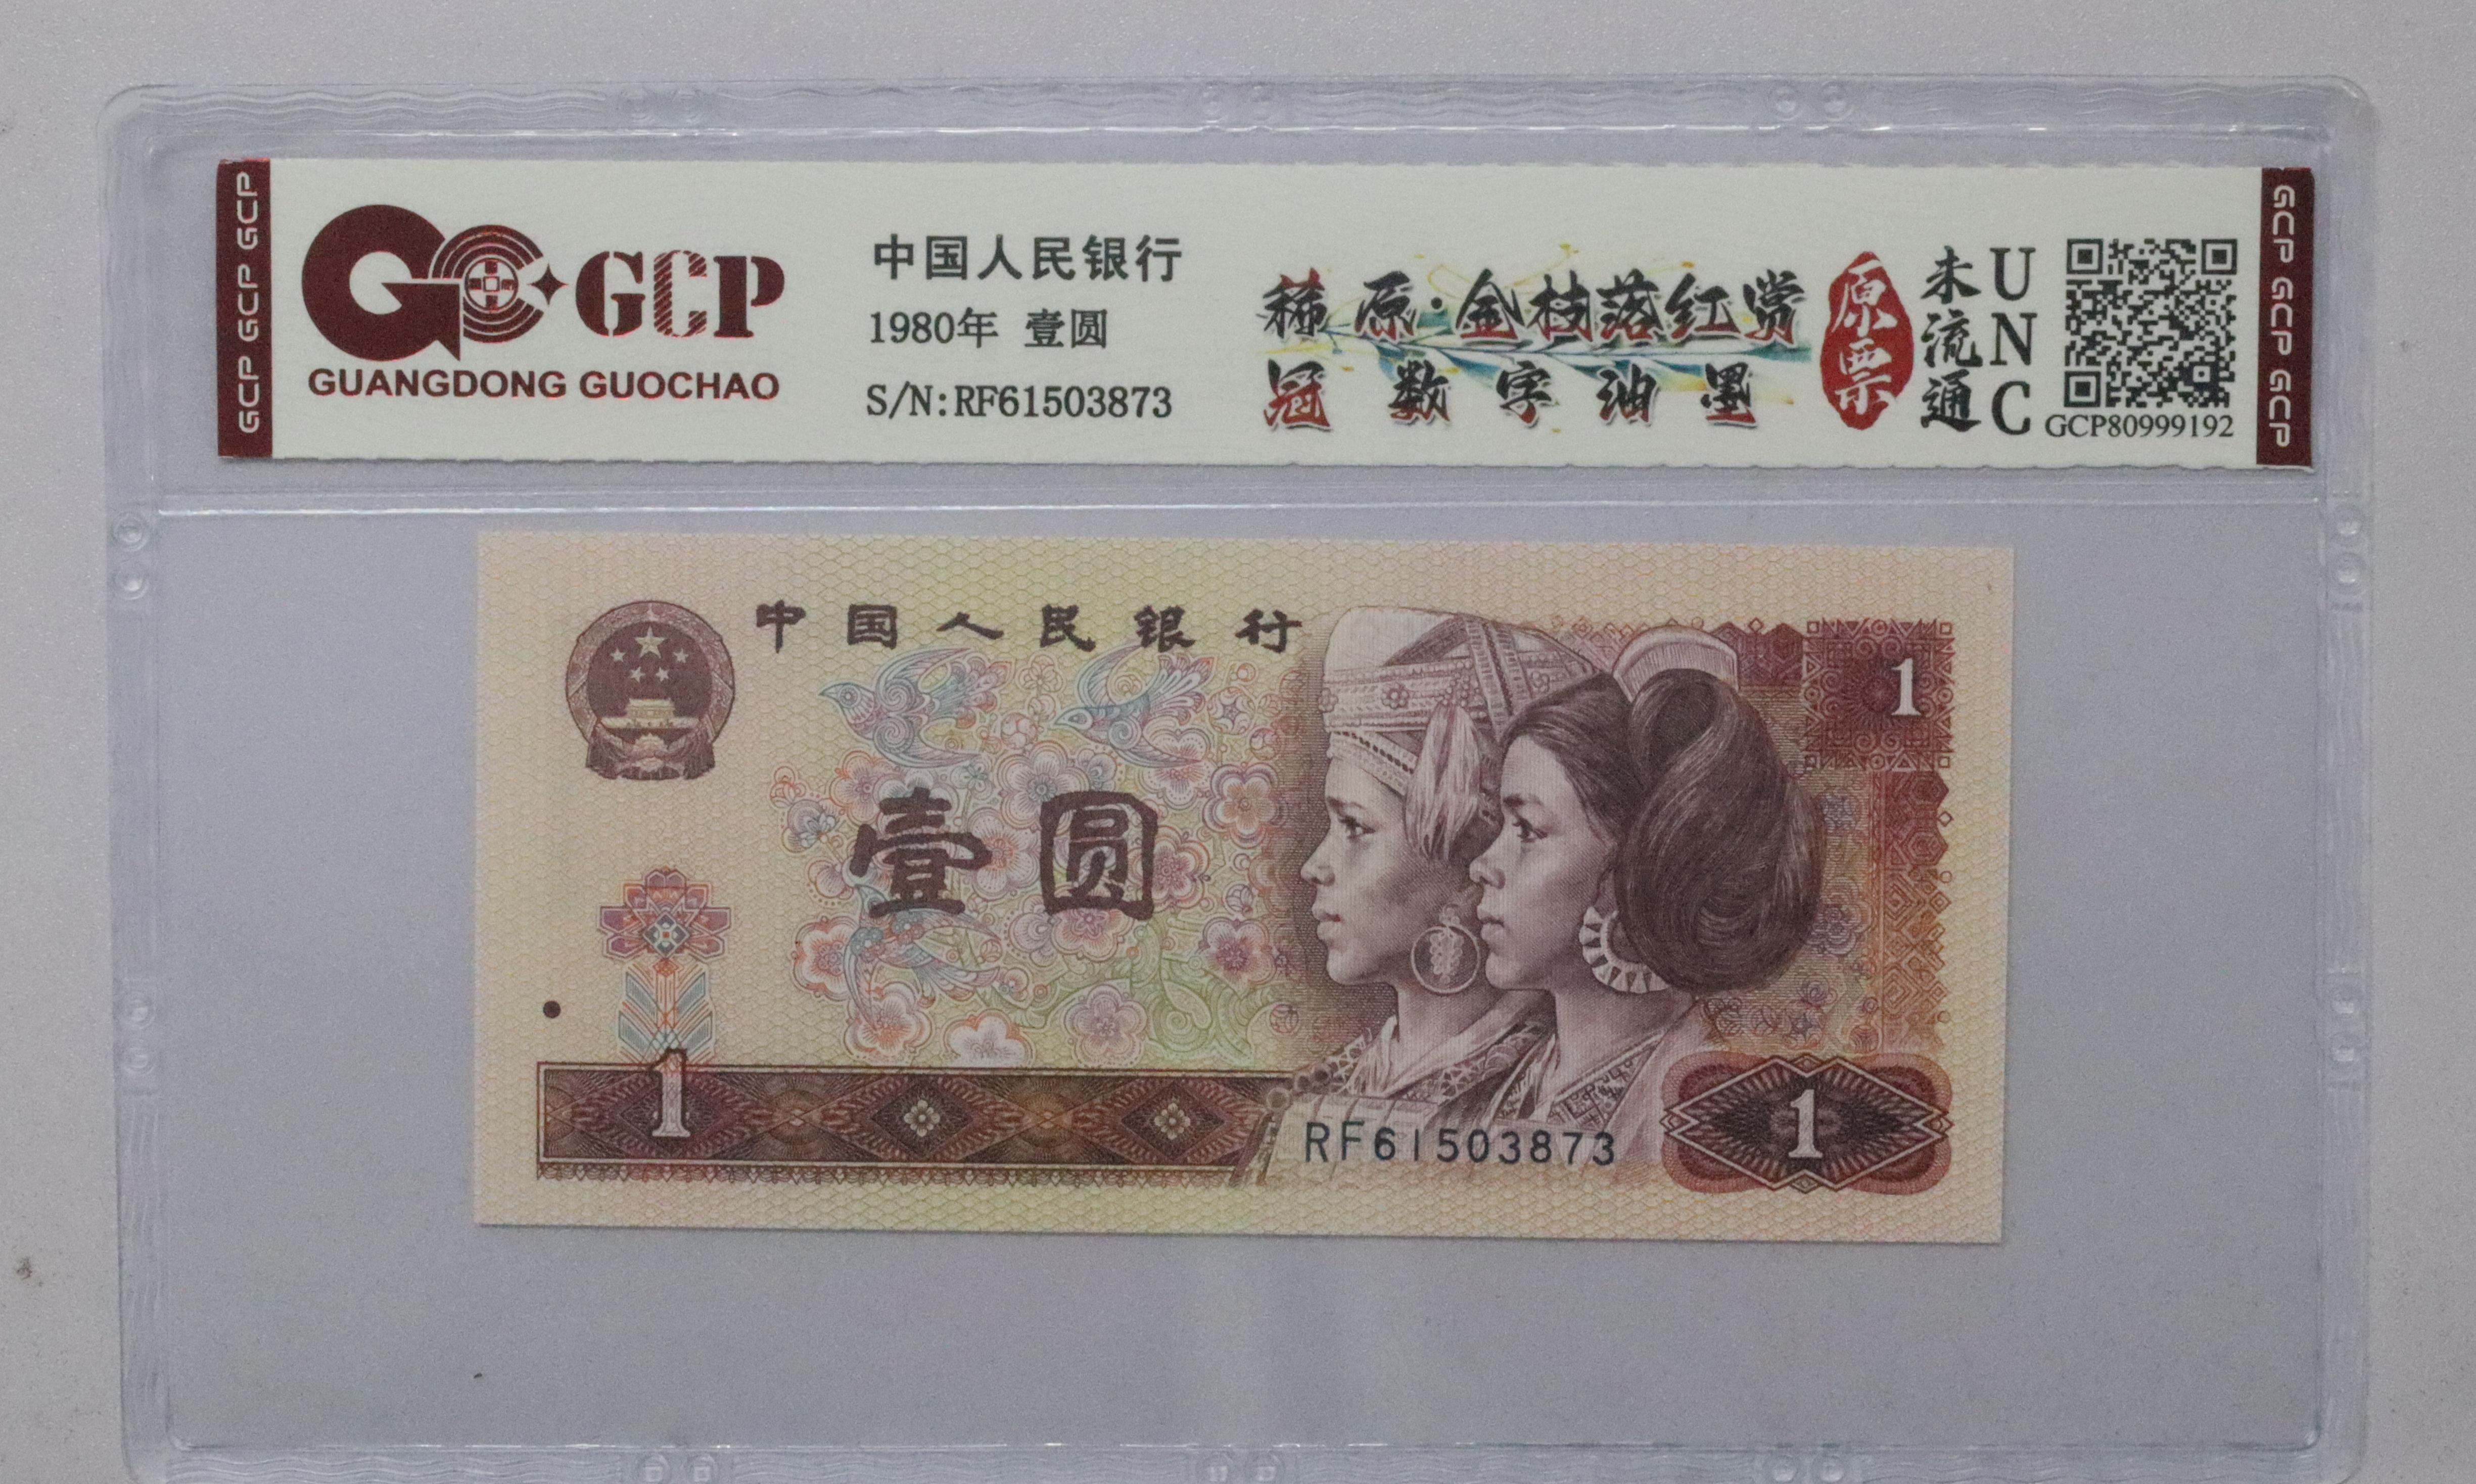 GCP GCP GCP
GCP
GUANGDONG GUOCHAO
中国人民银行
1980年 壹圆
S/N:RF61503873
稀原·金枝落红赏
冠数字油墨
原票
未流通
UNC
GCP80999192
GCP GCP GCP
中国人民银行
1
壹圆
1
RF61503873
1